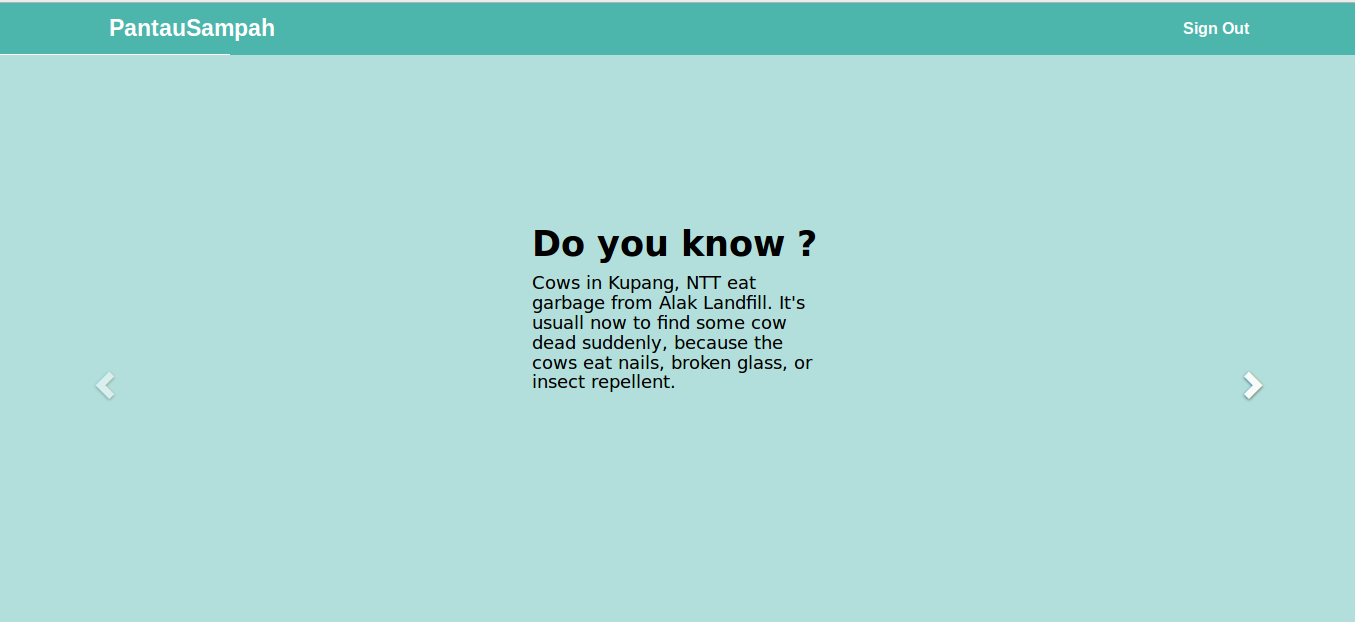 PantauSampah
Sign Out
Do you know ?
Cows in Kupang, NTT eat
garbage from Alak Landfill. It's
usuall now to find some cow
dead suddenly, because the
cows eat nails, broken glass, or
insect repellent.